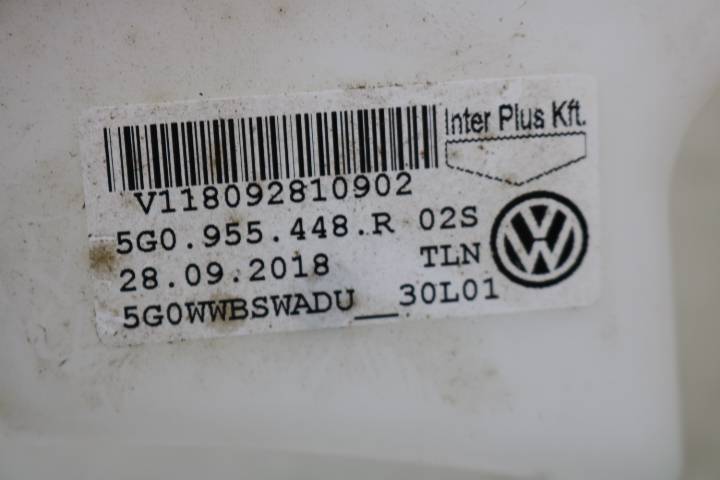 Inter Plus Kft.
V118092810902
5G0.955.448.R 02S
28.09.2018 TLN
5G0WWBSWADU__30L01